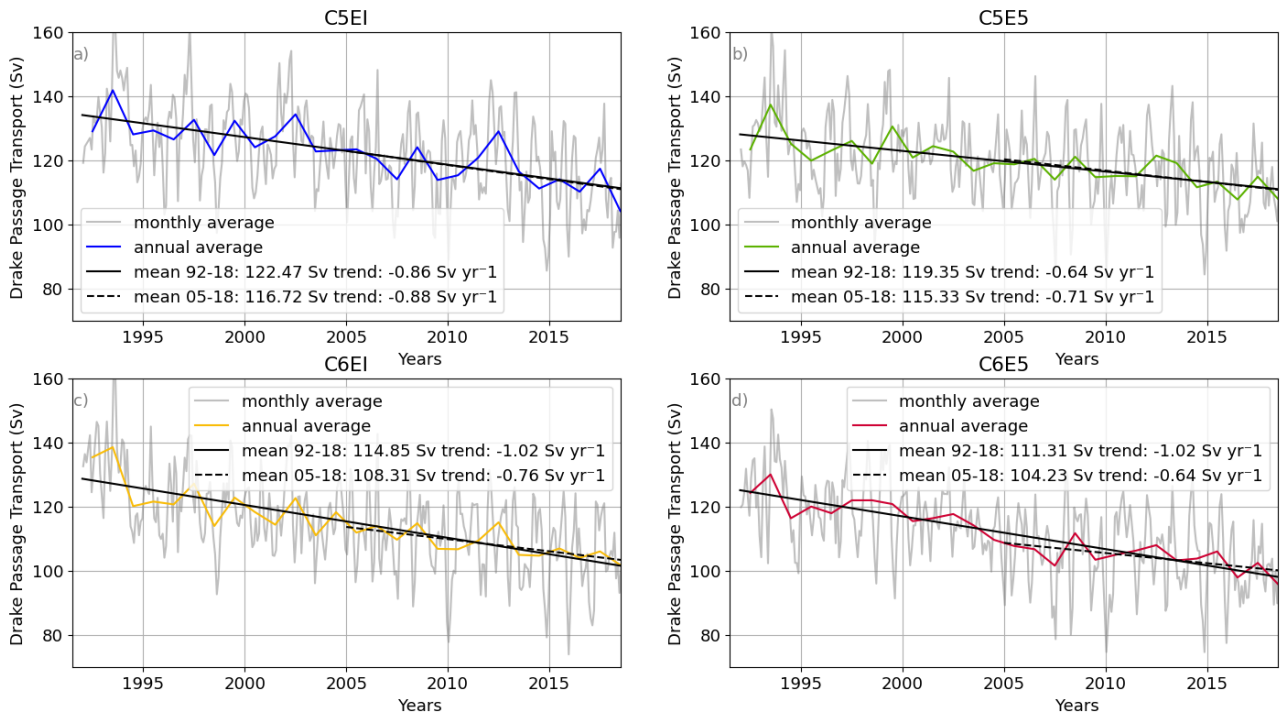 C5EI
a)
Drake Passage Transport (Sv)
160
140
120
100
80
monthly average
annual average
mean 92-18: 122.47 Sv trend: -0.86 Sv yr⁻1
mean 05-18: 116.72 Sv trend: -0.88 Sv yr⁻1
1995
2000
2005
2010
2015
Years
C5E5
b)
Drake Passage Transport (Sv)
160
140
120
100
80
monthly average
annual average
mean 92-18: 119.35 Sv trend: -0.64 Sv yr⁻1
mean 05-18: 115.33 Sv trend: -0.71 Sv yr⁻1
1995
2000
2005
2010
2015
Years
C6EI
c)
Drake Passage Transport (Sv)
160
140
120
100
80
monthly average
annual average
mean 92-18: 114.85 Sv trend: -1.02 Sv yr⁻1
mean 05-18: 108.31 Sv trend: -0.76 Sv yr⁻1
1995
2000
2005
2010
2015
Years
C6E5
d)
Drake Passage Transport (Sv)
160
140
120
100
80
monthly average
annual average
mean 92-18: 111.31 Sv trend: -1.02 Sv yr⁻1
mean 05-18: 104.23 Sv trend: -0.64 Sv yr⁻1
1995
2000
2005
2010
2015
Years